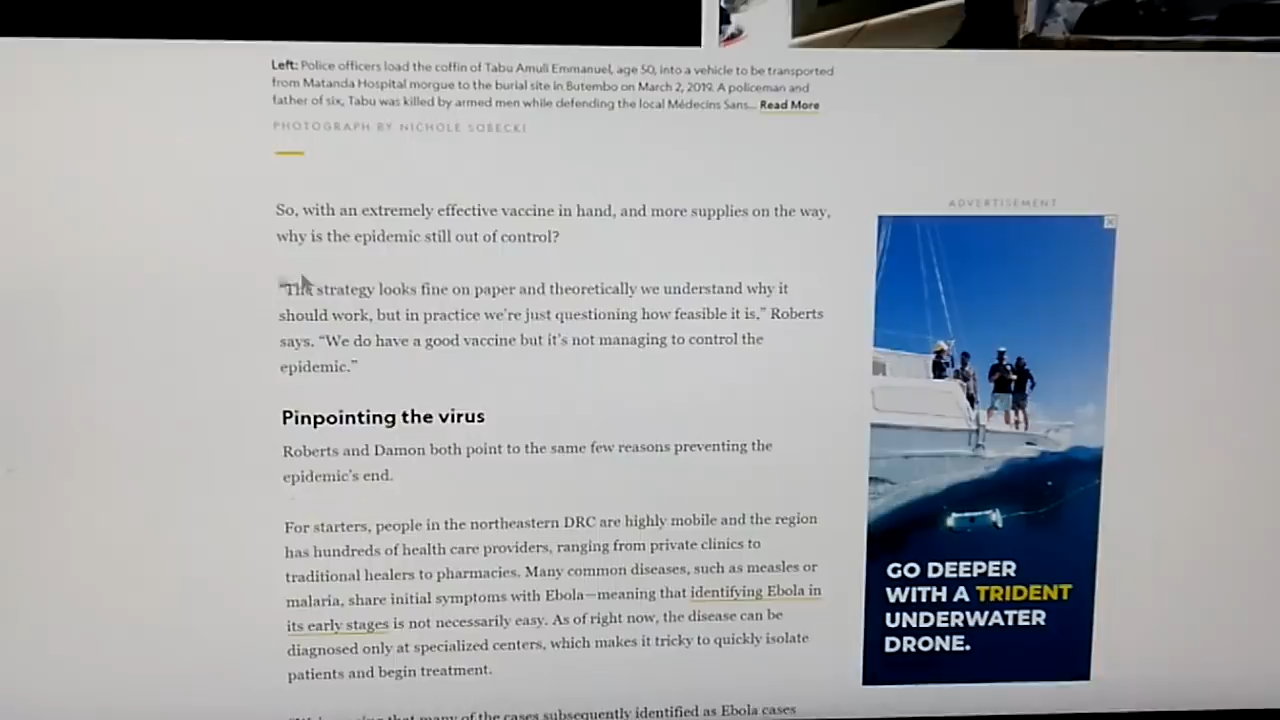 Left: Police officers load the coffin of Tabu Amuli Emmanuel, age 50, into a vehicle to be transported
from Matanda Hospital morgue to the burial site in Butembo on March 2, 2019. A policeman and
father of six, Tabu was killed by armed men while defending the local Médecins Sans... Read More
PHOTOGRAPH BY NICHOLE SOBECKI
So, with an extremely effective vaccine in hand, and more supplies on the way,
why is the epidemic still out of control?
“The strategy looks fine on paper and theoretically we understand why it
should work, but in practice we’re just questioning how feasible it is,” Roberts
says. “We do have a good vaccine but it’s not managing to control the
epidemic.”
Pinpointing the virus
Roberts and Damon both point to the same few reasons preventing the
epidemic’s end.
For starters, people in the northeastern DRC are highly mobile and the region
has hundreds of health care providers, ranging from private clinics to
traditional healers to pharmacies. Many common diseases, such as measles or
malaria, share initial symptoms with Ebola—meaning that identifying Ebola in
its early stages is not necessarily easy. As of right now, the disease can be
diagnosed only at specialized centers, which makes it tricky to quickly isolate
patients and begin treatment.
that many of the cases subsequently identified as Ebola cases
ADVERTISEMENT
GO DEEPER
WITH A TRIDENT
UNDERWATER
DRONE.